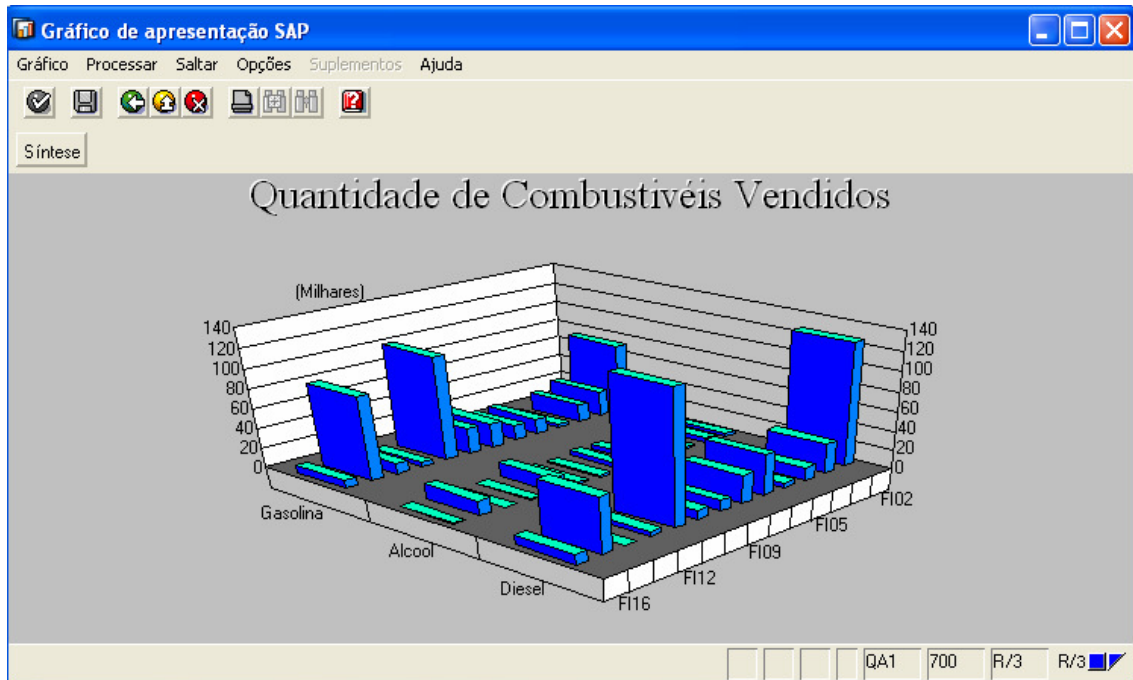 Gráfico de apresentação SAP
Gráfico Processar Saltar Opções Suplementos Ajuda
Síntese
Quantidade de Combustivéis Vendidos
(Milhares)
140
120
100
80
60
40
20
0
140
120
100
80
60
40
20
0
Gasolina
Alcool
Diesel
FI16
FI12
FI09
FI05
FI02
QA1 700 R/3 R/3